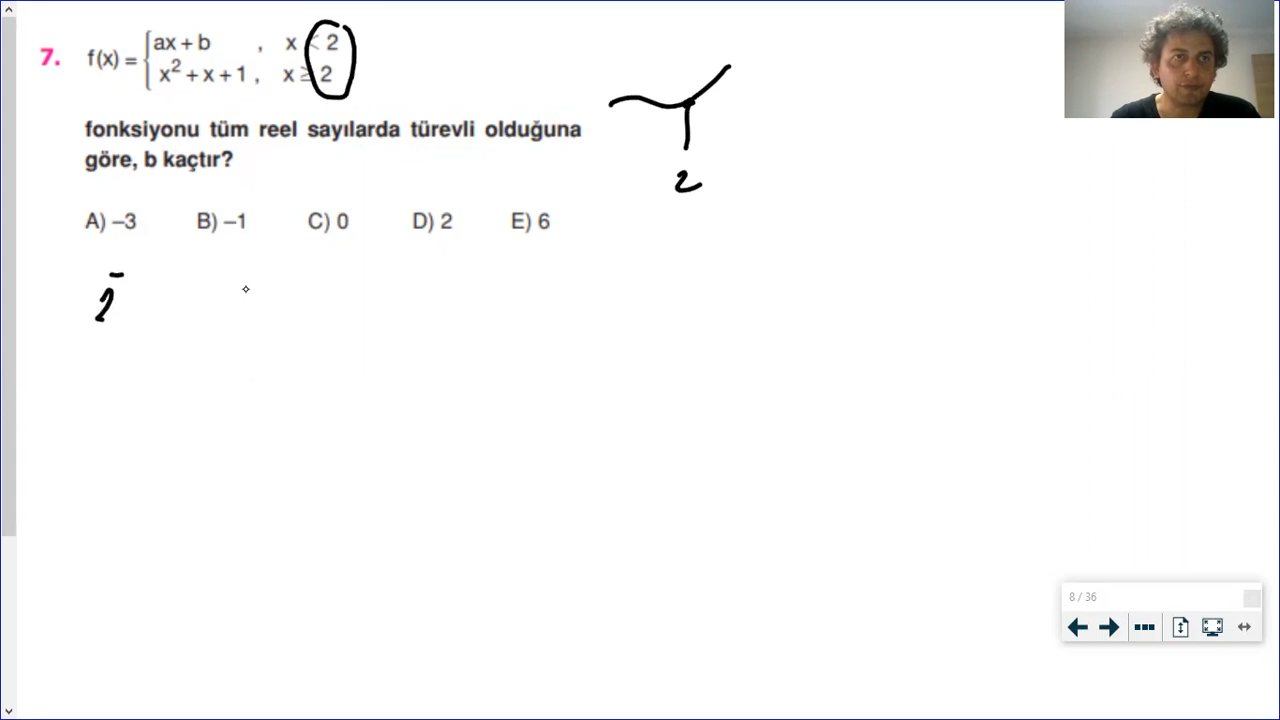 7. f(x) = { ax + b , x < 2
x² + x + 1 , x ≥ 2
fonksiyonu tüm reel sayılarda türevli olduğuna
göre, b kaçtır?
A) –3 B) –1 C) 0 D) 2 E) 6
2
8 / 36